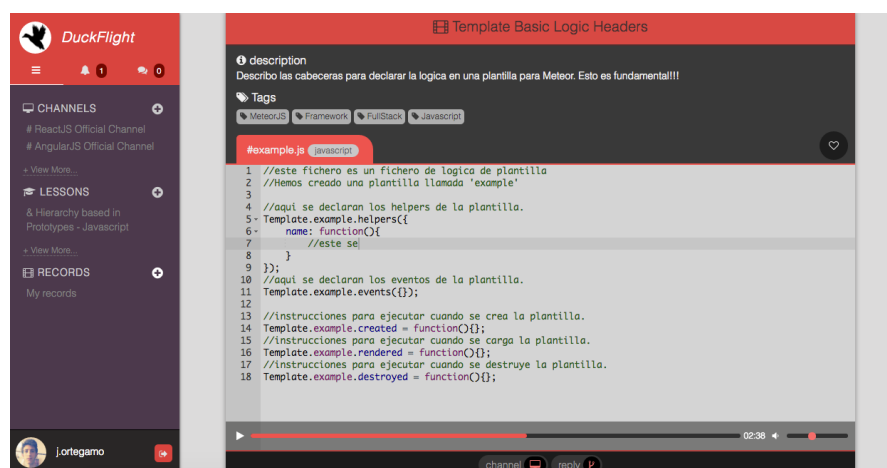 DuckFlight
1
0
CHANNELS
# ReactJS Official Channel
# AngularJS Official Channel
+ View More...
LESSONS
& Hierarchy based in
Prototypes - Javascript
+ View More...
RECORDS
My records
j.ortegamo
Template Basic Logic Headers
description
Describo las cabeceras para declarar la logica en una plantilla para Meteor. Esto es fundamental!!!
Tags
MeteorJS Framework FullStack Javascript
#example.js javascript
1 //este fichero es un fichero de logica de plantilla
2 //Hemos creado una plantilla llamada 'example'
3
4 //aqui se declaran los helpers de la plantilla.
5 Template.example.helpers({
6 name: function(){
7 //este se
8 }
9 });
10 //aqui se declaran los eventos de la plantilla.
11 Template.example.events({});
12
13 //instrucciones para ejecutar cuando se crea la plantilla.
14 Template.example.created = function(){};
15 //instrucciones para ejecutar cuando se carga la plantilla.
16 Template.example.rendered = function(){};
17 //instrucciones para ejecutar cuando se destruye la plantilla.
18 Template.example.destroyed = function(){};
02:38
channel reply